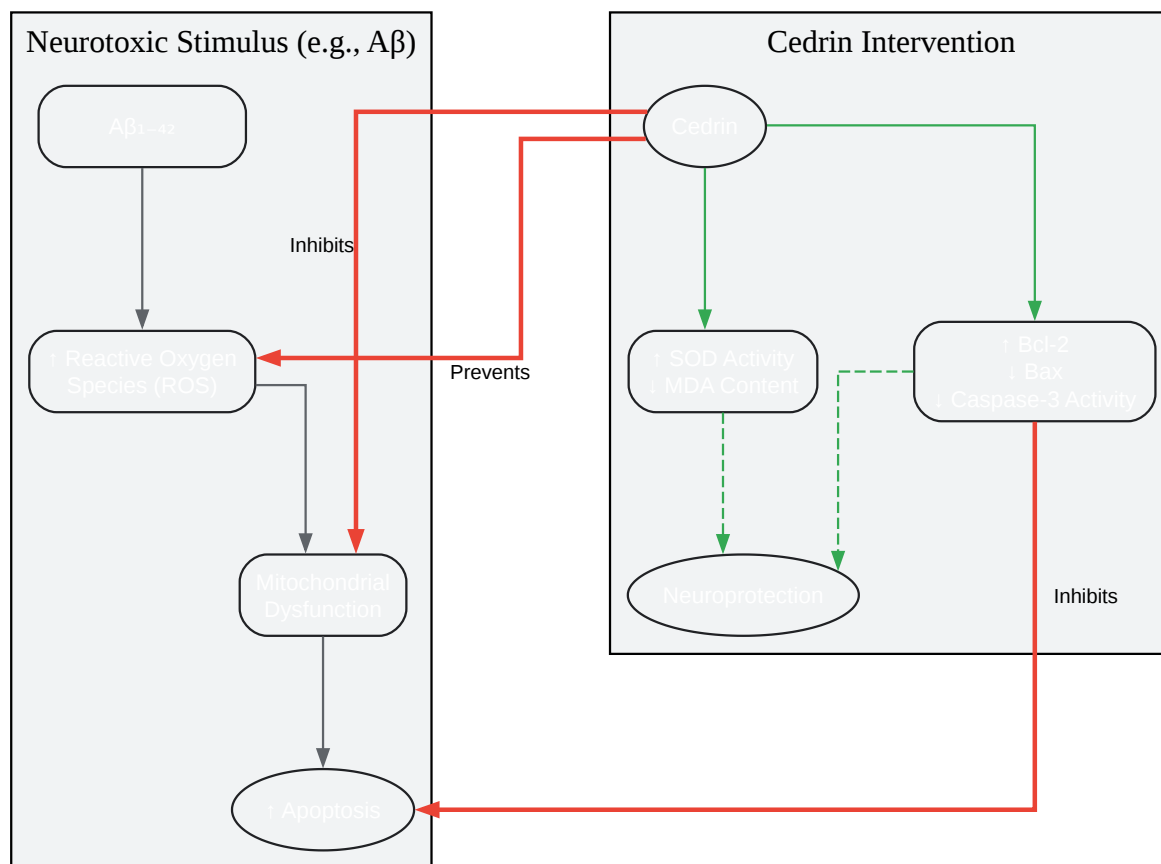 Neurotoxic Stimulus (e.g., Aβ)
Aβ₁₋₄₂
↑ Reactive Oxygen
Species (ROS)
Mitochondrial
Dysfunction
↑ Apoptosis
Inhibits
Prevents
Cedrin Intervention
Cedrin
↑ SOD Activity
↓ MDA Content
↑ Bcl-2
↓ Bax
↓ Caspase-3 Activity
Neuroprotection
Inhibits